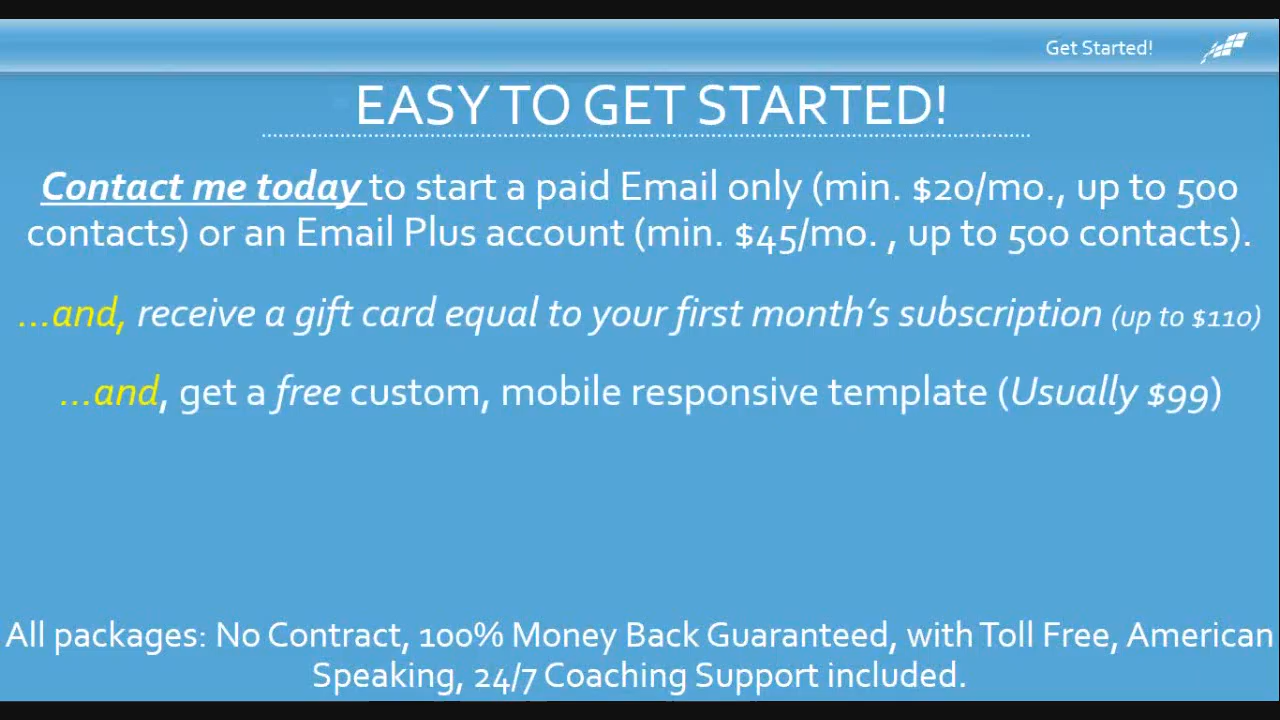 Get Started!
EASY TO GET STARTED!
Contact me today to start a paid Email only (min. $20/mo., up to 500
contacts) or an Email Plus account (min. $45/mo. , up to 500 contacts).
...and, receive a gift card equal to your first month's subscription (up to $110)
...and, get a free custom, mobile responsive template (Usually $99)
All packages: No Contract, 100% Money Back Guaranteed, with Toll Free, American
Speaking, 24/7 Coaching Support included.